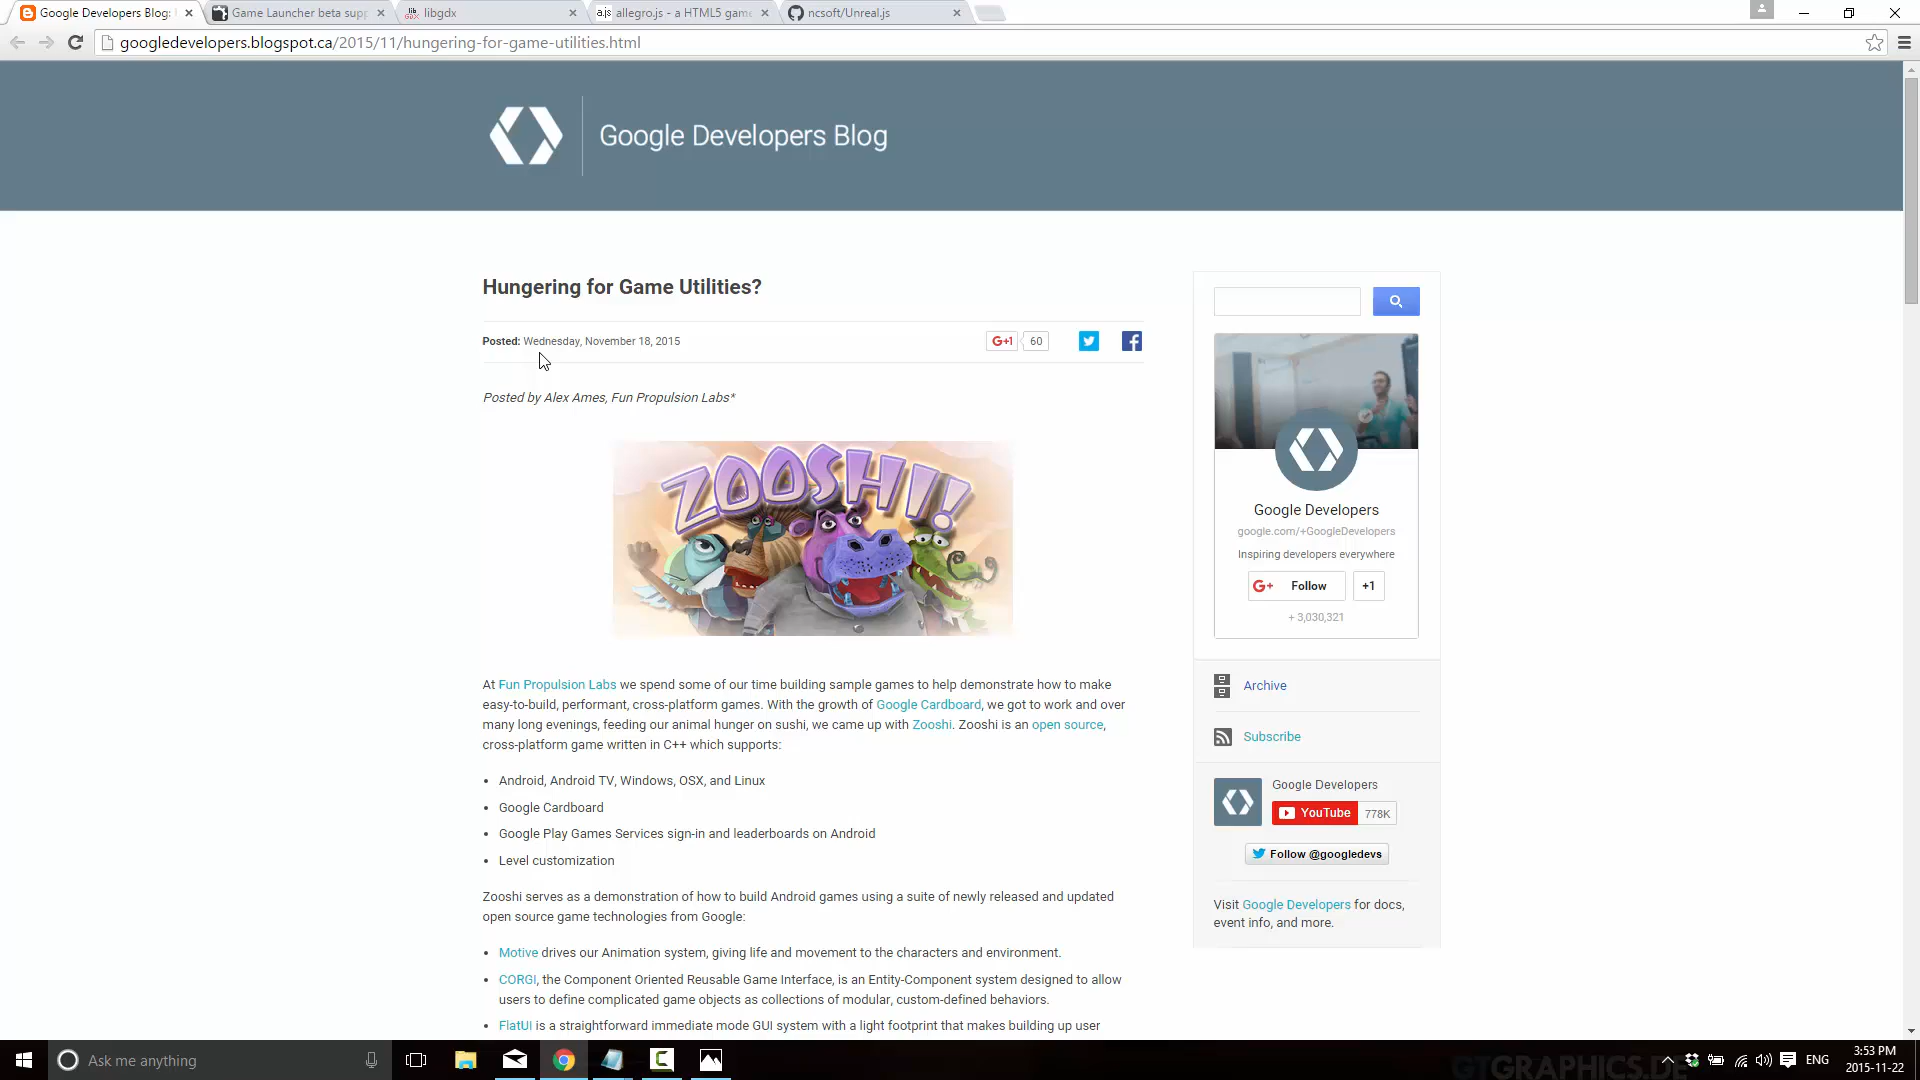 Google Developers Blog:
Game Launcher beta supp
libgdx
a.js allegro.js - a HTML5 game
ncsoft/Unreal.js
googledevelopers.blogspot.ca/2015/11/hungering-for-game-utilities.html
Google Developers Blog
Hungering for Game Utilities?
Posted: Wednesday, November 18, 2015
G+1 60
Posted by Alex Ames, Fun Propulsion Labs*
ZOOSHI!
At Fun Propulsion Labs we spend some of our time building sample games to help demonstrate how to make
easy-to-build, performant, cross-platform games. With the growth of Google Cardboard, we got to work and over
many long evenings, feeding our animal hunger on sushi, we came up with Zooshi. Zooshi is an open source,
cross-platform game written in C++ which supports:
• Android, Android TV, Windows, OSX, and Linux
• Google Cardboard
• Google Play Games Services sign-in and leaderboards on Android
• Level customization
Zooshi serves as a demonstration of how to build Android games using a suite of newly released and updated
open source game technologies from Google:
• Motive drives our Animation system, giving life and movement to the characters and environment.
• CORGI, the Component Oriented Reusable Game Interface, is an Entity-Component system designed to allow
users to define complicated game objects as collections of modular, custom-defined behaviors.
• FlatUI is a straightforward immediate mode GUI system with a light footprint that makes building up user
Google Developers
google.com/+GoogleDevelopers
Inspiring developers everywhere
G+ Follow +1
+ 3,030,321
Archive
Subscribe
Google Developers
YouTube 778K
Follow @googledevs
Visit Google Developers for docs,
event info, and more.
Ask me anything
GTGRAPHICS.DE
ENG
3:53 PM
2015-11-22